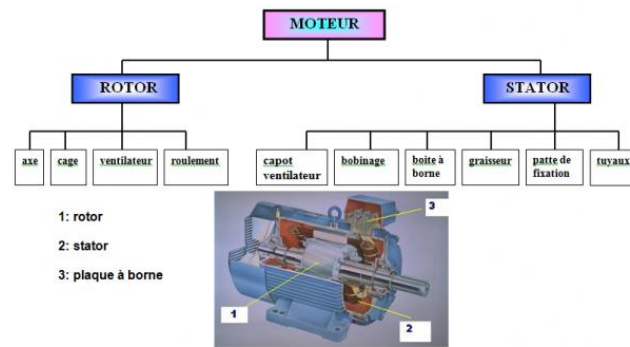 MOTEUR
ROTOR
STATOR
axe
cage
ventilateur
roulement
capot
ventilateur
bobinage
boite à
borne
graisseur
patte de
fixation
tuyaux
1: rotor
2: stator
3: plaque à borne
3
1
2